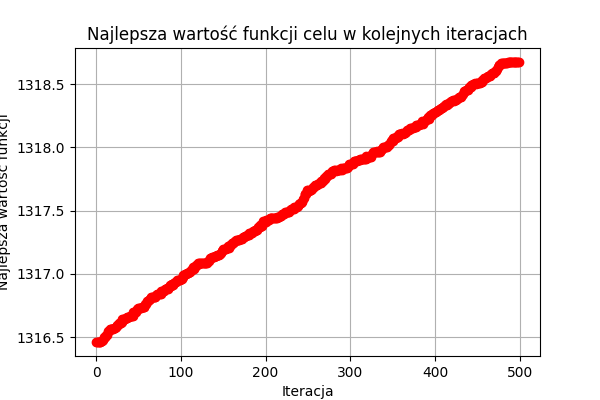 Najlepsza wartość funkcji celu w kolejnych iteracjach
1318.5
1318.0
1317.5
1317.0
1316.5
Najlepsza wartość funkcji
0 100 200 300 400 500
Iteracja